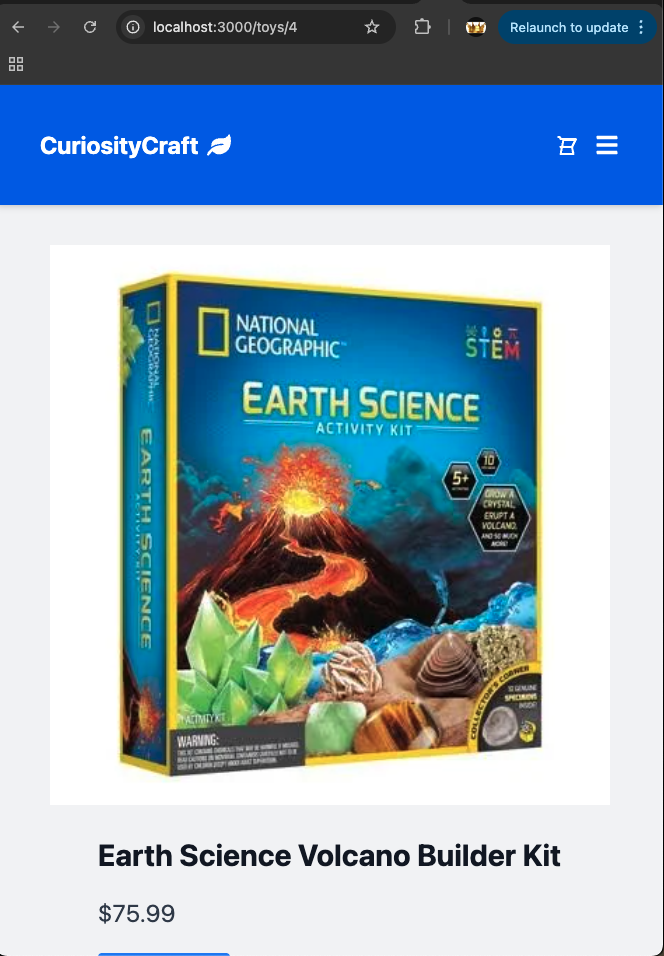 localhost:3000/toys/4
Relaunch to update
CuriosityCraft
NATIONAL
GEOGRAPHIC
STEM
EARTH SCIENCE
ACTIVITY KIT
10
5+
GROW A
CRYSTAL,
ERUPT A
VOLCANO,
AND SO MUCH
MORE!
NATIONAL
GEOGRAPHIC
EARTH SCIENCE
ACTIVITY KIT
COLLECTOR'S CORNER
10 GENUINE
SPECIMENS
INSIDE!
ACTIVITY KIT
WARNING:
Earth Science Volcano Builder Kit
$75.99